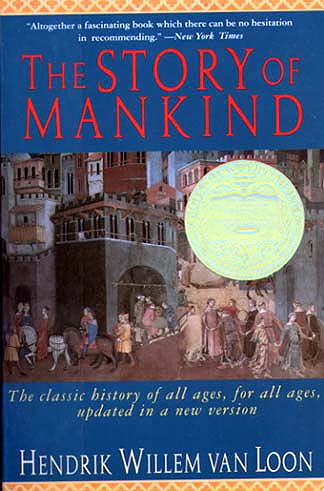 "Altogether a fascinating book which there can be no hesitation
in recommending." —New York Times
THE STORY OF
MANKIND
The classic history of all ages, for all ages,
updated in a new version
HENDRIK WILLEM VAN LOON